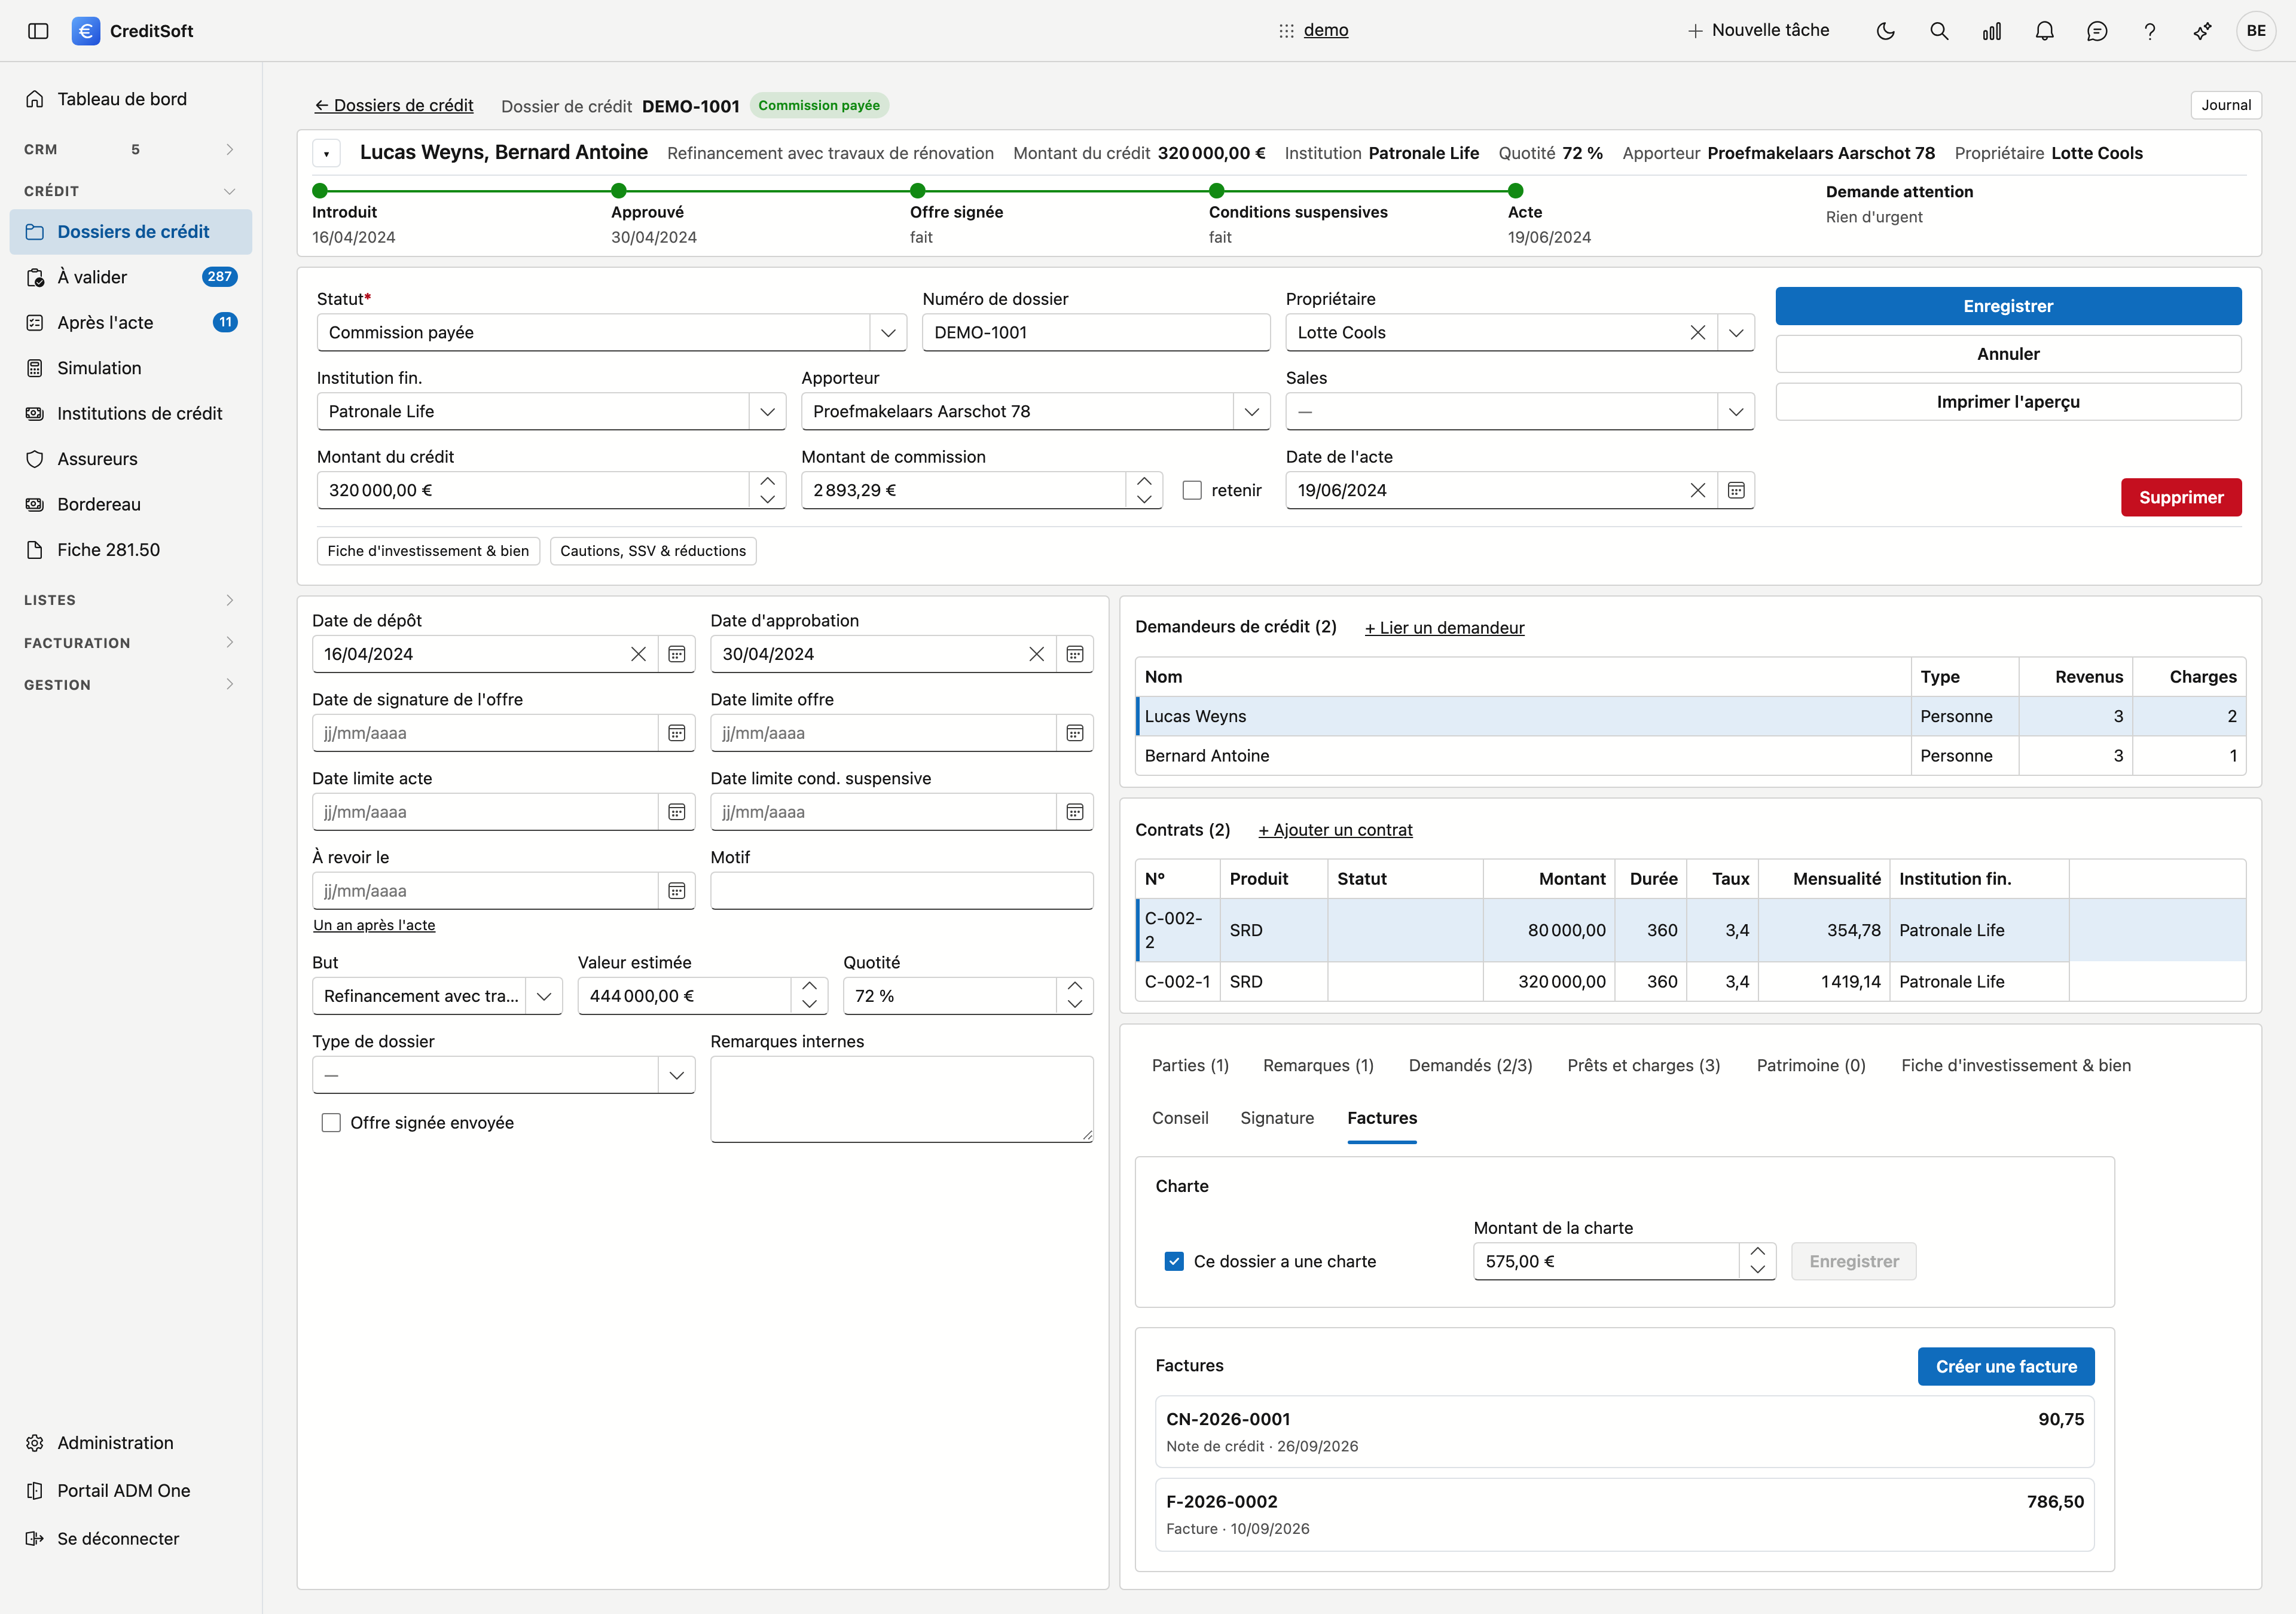 CreditSoft
demo
Nouvelle tâche
BE
Tableau de bord
CRM 5
CRÉDIT
Dossiers de crédit
À valider 287
Après l'acte 11
Simulation
Institutions de crédit
Assureurs
Bordereau
Fiche 281.50
LISTES
FACTURATION
GESTION
Administration
Portail ADM One
Se déconnecter
← Dossiers de crédit Dossier de crédit DEMO-1001 Commission payée Journal
Lucas Weyns, Bernard Antoine Refinancement avec travaux de rénovation Montant du crédit 320 000,00 € Institution Patronale Life Quotité 72 % Apporteur Proefmakelaars Aarschot 78 Propriétaire Lotte Cools
Introduit Approuvé Offre signée Conditions suspensives Acte Demande attention
16/04/2024 30/04/2024 fait fait 19/06/2024 Rien d'urgent
Statut* Numéro de dossier Propriétaire
Commission payée DEMO-1001 Lotte Cools
Institution fin. Apporteur Sales
Patronale Life Proefmakelaars Aarschot 78 —
Montant du crédit Montant de commission Date de l'acte
320 000,00 € 2 893,29 € retenir 19/06/2024
Enregistrer
Annuler
Imprimer l'aperçu
Supprimer
Fiche d'investissement & bien Cautions, SSV & réductions
Date de dépôt Date d'approbation
16/04/2024 30/04/2024
Date de signature de l'offre Date limite offre
jj/mm/aaaa jj/mm/aaaa
Date limite acte Date limite cond. suspensive
jj/mm/aaaa jj/mm/aaaa
À revoir le Motif
jj/mm/aaaa
Un an après l'acte
But Valeur estimée Quotité
Refinancement avec tra... 444 000,00 € 72 %
Type de dossier Remarques internes
—
Offre signée envoyée
Demandeurs de crédit (2) + Lier un demandeur
Nom Type Revenus Charges
Lucas Weyns Personne 3 2
Bernard Antoine Personne 3 1
Contrats (2) + Ajouter un contrat
N° Produit Statut Montant Durée Taux Mensualité Institution fin.
C-002-2 SRD 80 000,00 360 3,4 354,78 Patronale Life
C-002-1 SRD 320 000,00 360 3,4 1 419,14 Patronale Life
Parties (1) Remarques (1) Demandés (2/3) Prêts et charges (3) Patrimoine (0) Fiche d'investissement & bien
Conseil Signature Factures
Charte
Montant de la charte
Ce dossier a une charte 575,00 € Enregistrer
Factures Créer une facture
CN-2026-0001 90,75
Note de crédit · 26/09/2026
F-2026-0002 786,50
Facture · 10/09/2026